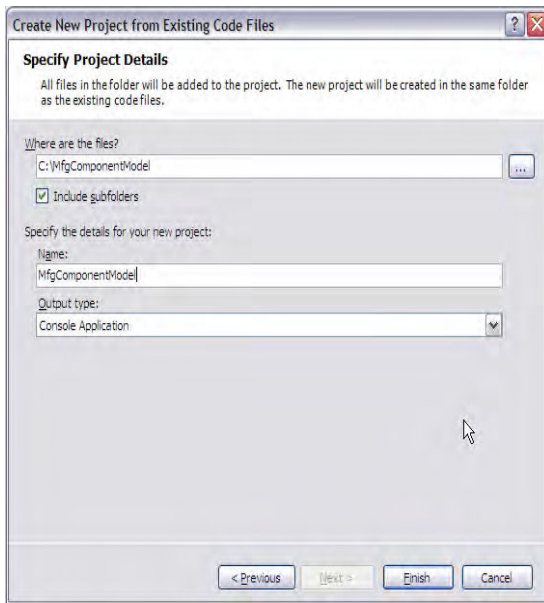 Create New Project from Existing Code Files
Specify Project Details
All files in the folder will be added to the project. The new project will be created in the same folder
as the existing code files.
Where are the files?
C:\MfgComponentModel
...
Include subfolders
Specify the details for your new project:
Name:
MfgComponentModel
Output type:
Console Application
< Previous
Next >
Finish
Cancel